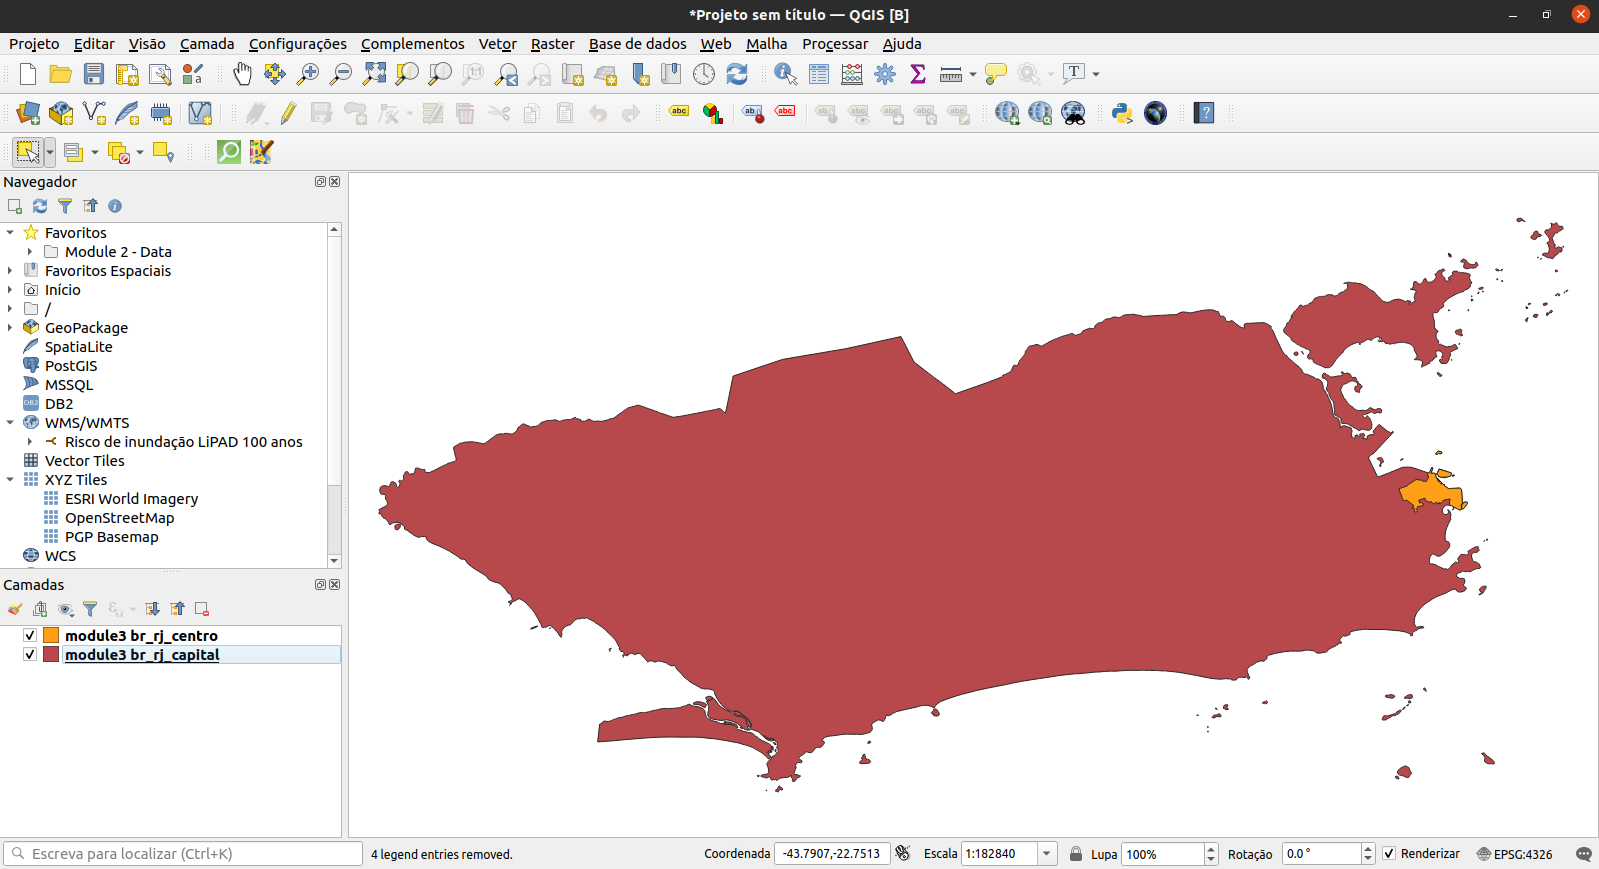 *Projeto sem título — QGIS [B]
Projeto Editar Visão Camada Configurações Complementos Vetor Raster Base de dados Web Malha Processar Ajuda
Navegador
Favoritos
Module 2 - Data
Favoritos Espaciais
Início
/
GeoPackage
SpatiaLite
PostGIS
MSSQL
DB2
WMS/WMTS
Risco de inundação LiPAD 100 anos
Vector Tiles
XYZ Tiles
ESRI World Imagery
OpenStreetMap
PGP Basemap
WCS
Camadas
module3 br_rj_centro
module3 br_rj_capital
Escreva para localizar (Ctrl+K) 4 legend entries removed. Coordenada -43.7907,-22.7513 Escala 1:182840 Lupa 100% Rotação 0.0 ° Renderizar EPSG:4326